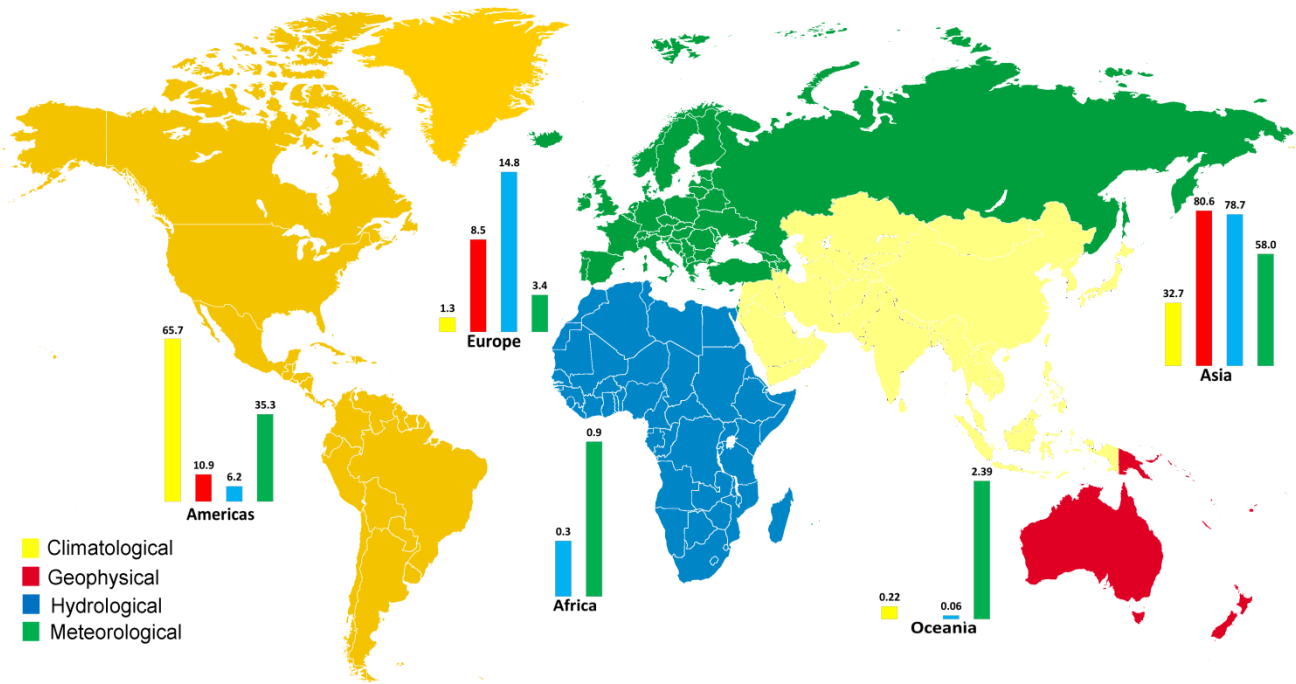 65.7
10.9
6.2
35.3
Americas
1.3
8.5
14.8
3.4
Europe
0.3
0.9
Africa
32.7
80.6
78.7
58.0
Asia
0.22
0.06
2.39
Oceania
Climatological
Geophysical
Hydrological
Meteorological